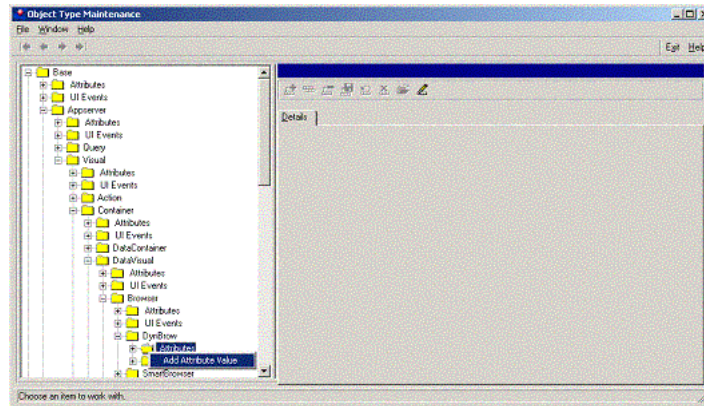 Object Type Maintenance
File Window Help
Exit Help
Base
Attributes
UI Events
Appserver
Attributes
UI Events
Query
Visual
Attributes
UI Events
Action
Container
Attributes
UI Events
DataContainer
DataVisual
Attributes
UI Events
Browser
Attributes
UI Events
DynBrow
Attributes
Add Attribute Value
SmartBrowser
Details
Choose an item to work with.